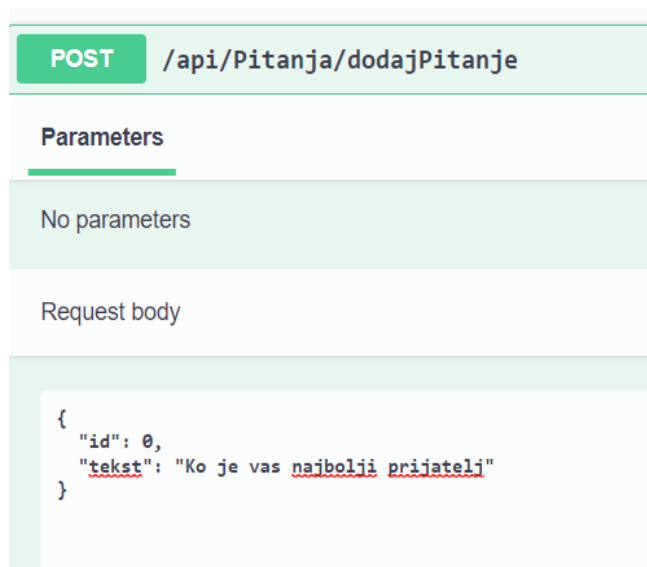 POST /api/Pitanja/dodajPitanje
Parameters
No parameters
Request body
{
"id": 0,
"tekst": "Ko je vas najbolji prijatelj"
}